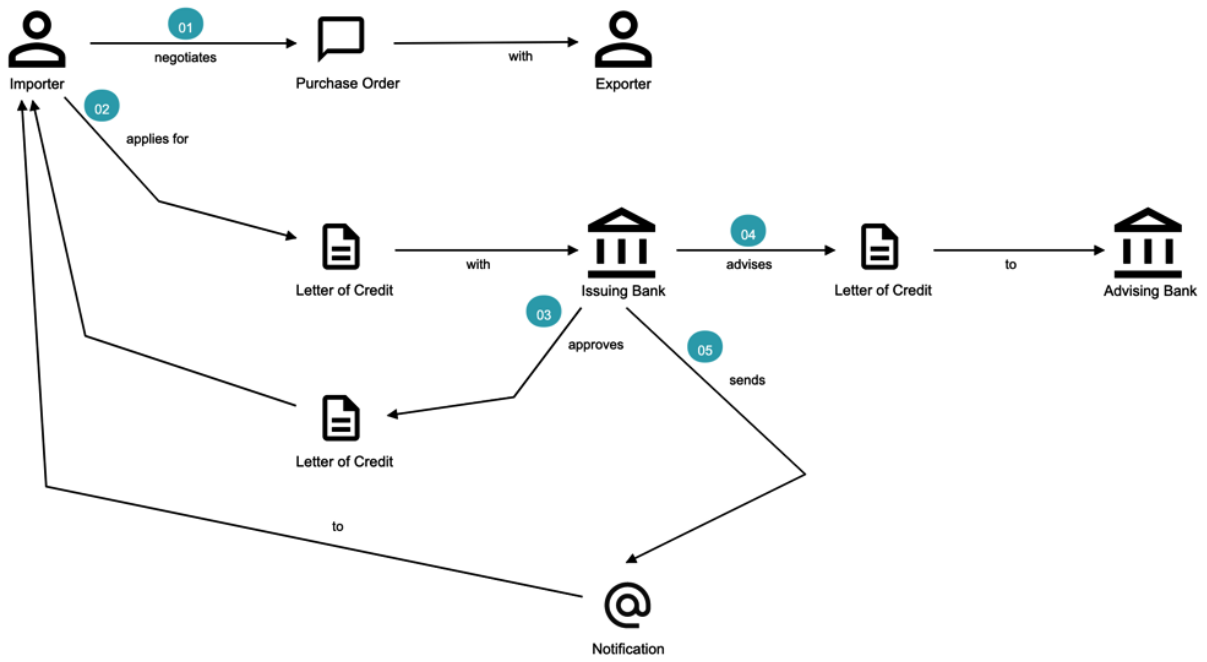 01
negotiates
with
Importer
Purchase Order
Exporter
02
applies for
04
with
advises
to
Letter of Credit
Issuing Bank
Letter of Credit
Advising Bank
03
approves
05
sends
Letter of Credit
to
Notification